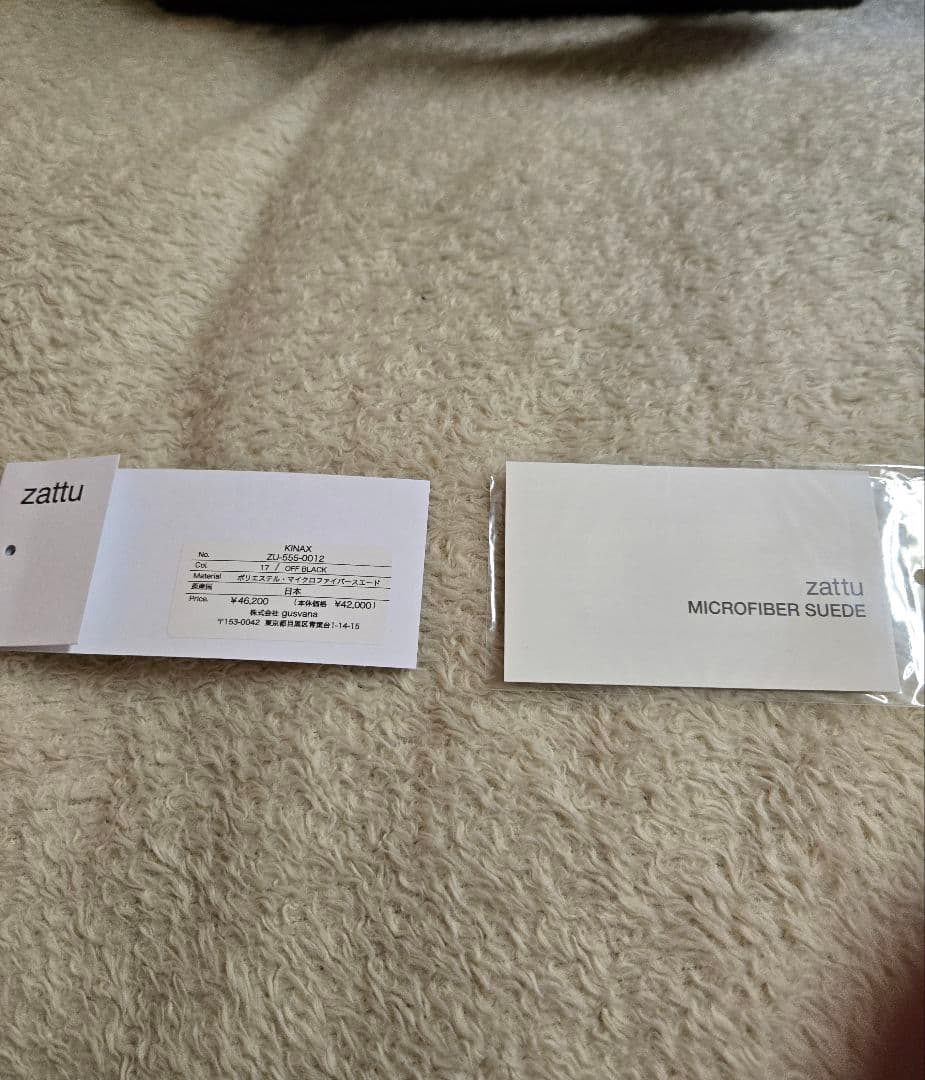 zattu
KINAX
No. ZU-555-0012
Col. 17 / OFF BLACK
Material ポリエステル・マイクロファイバースエード
原産国 日本
Price. ¥46,200 (本体価格 ¥42,000)
株式会社 gusvana
〒153-0042 東京都目黒区青葉台1-14-15
zattu
MICROFIBER SUEDE